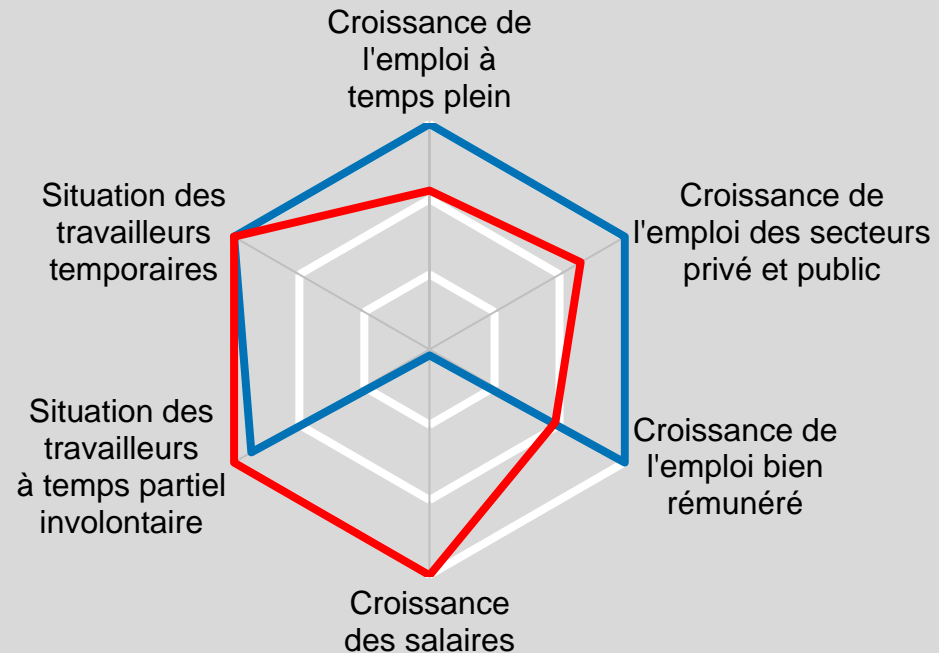 Croissance de
l'emploi à
temps plein
Croissance de
l'emploi des secteurs
privé et public
Croissance de
l'emploi bien
rémunéré
Croissance
des salaires
Situation des
travailleurs
à temps partiel
involontaire
Situation des
travailleurs
temporaires